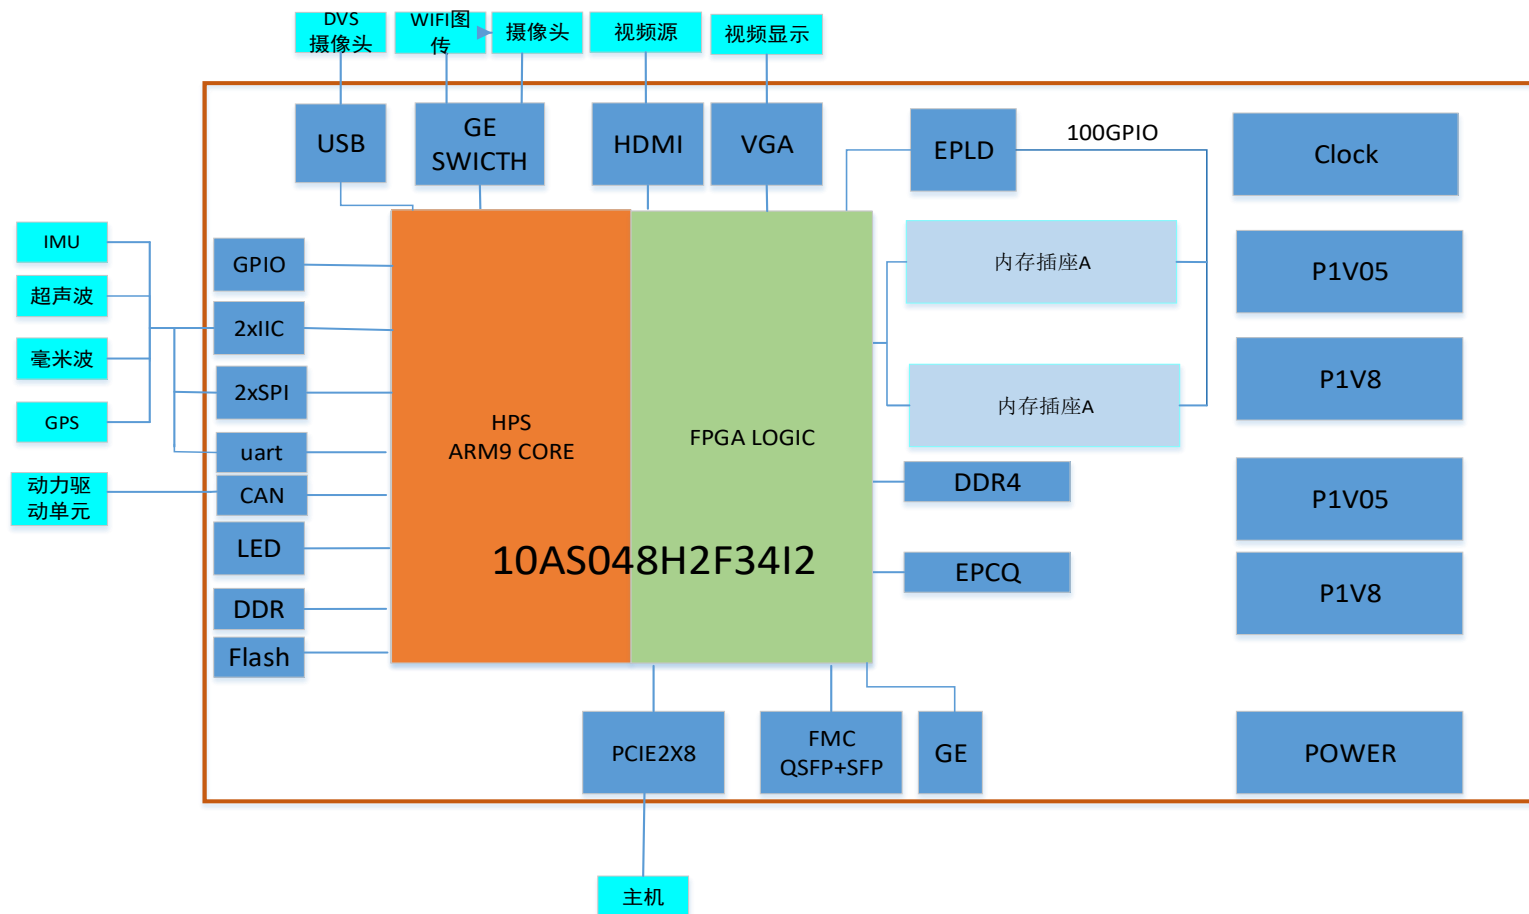 DVS
摄像头
WIFI图
传
摄像头
视频源
视频显示
USB
GE
SWICTH
HDMI
VGA
EPLD
100GPIO
Clock
IMU
超声波
毫米波
GPS
动力驱
动单元
GPIO
2xIIC
2xSPI
uart
CAN
LED
DDR
Flash
HPS
ARM9 CORE
FPGA LOGIC
10AS048H2F34I2
内存插座A
内存插座A
DDR4
EPCQ
P1V05
P1V8
P1V05
P1V8
POWER
PCIE2X8
FMC
QSFP+SFP
GE
主机